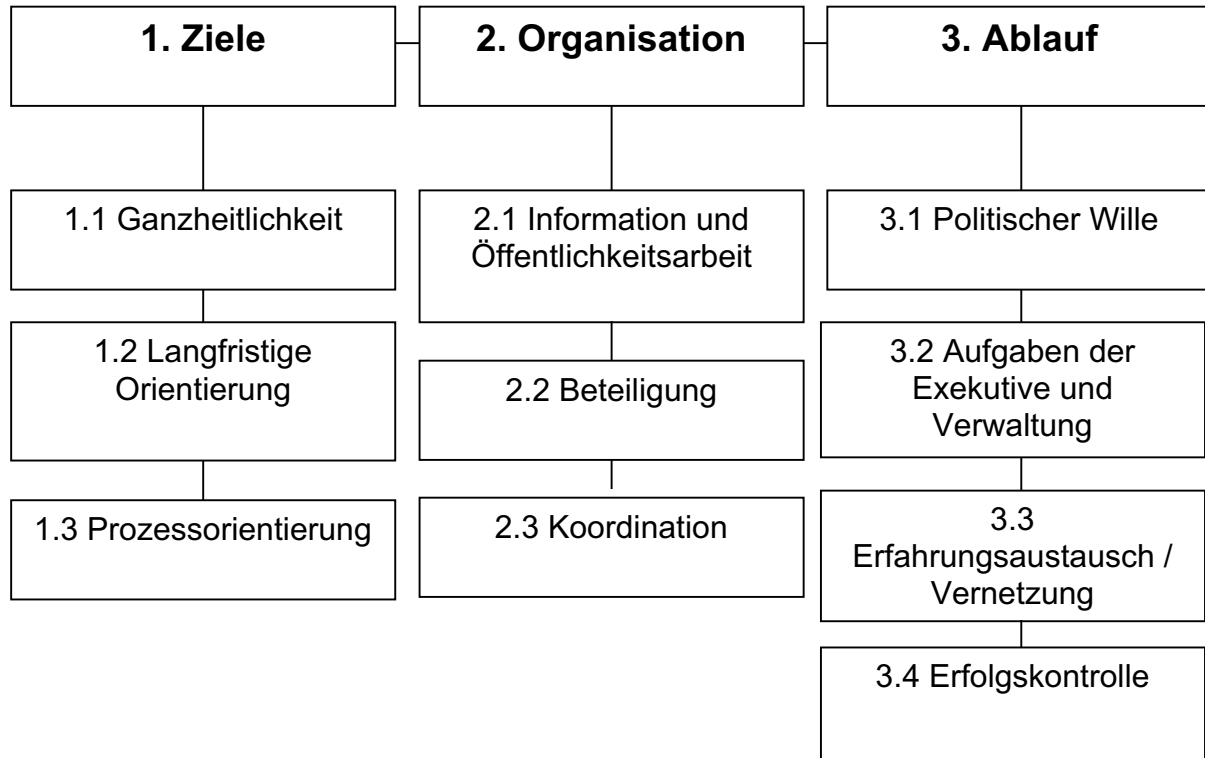 1. Ziele
2. Organisation
3. Ablauf
1.1 Ganzheitlichkeit
2.1 Information und
Öffentlichkeitsarbeit
3.1 Politischer Wille
1.2 Langfristige
Orientierung
2.2 Beteiligung
3.2 Aufgaben der
Exekutive und
Verwaltung
1.3 Prozessorientierung
2.3 Koordination
3.3
Erfahrungsaustausch /
Vernetzung
3.4 Erfolgskontrolle